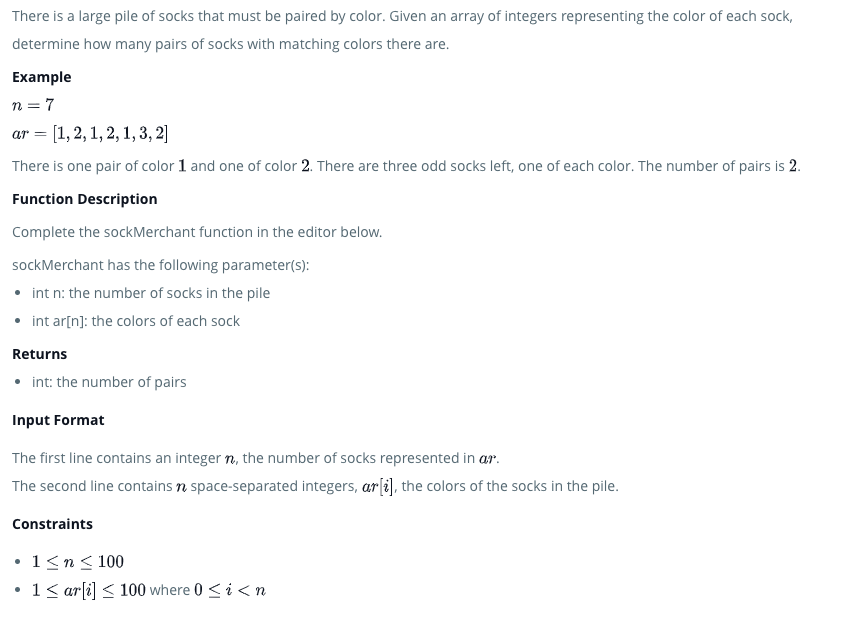 There is a large pile of socks that must be paired by color. Given an array of integers representing the color of each sock,
determine how many pairs of socks with matching colors there are.
Example
n = 7
ar = [1, 2, 1, 2, 1, 3, 2]
There is one pair of color 1 and one of color 2. There are three odd socks left, one of each color. The number of pairs is 2.
Function Description
Complete the sockMerchant function in the editor below.
sockMerchant has the following parameter(s):
• int n: the number of socks in the pile
• int ar[n]: the colors of each sock
Returns
• int: the number of pairs
Input Format
The first line contains an integer n, the number of socks represented in ar.
The second line contains n space-separated integers, ar[i], the colors of the socks in the pile.
Constraints
• 1 ≤ n ≤ 100
• 1 ≤ ar[i] ≤ 100 where 0 ≤ i < n